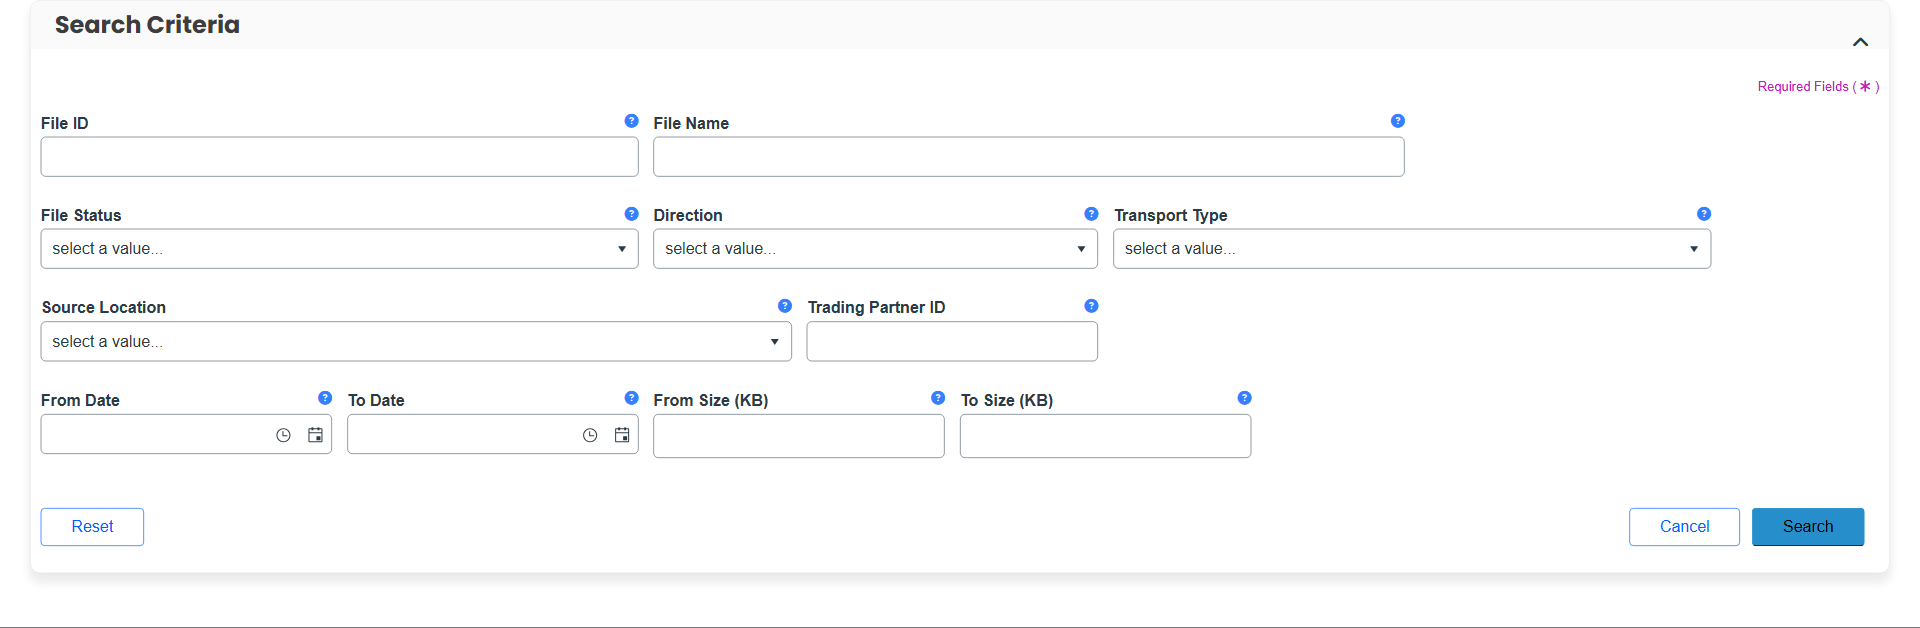 Search Criteria
Required Fields (* )
File ID ? File Name ?
File Status ? Direction ? Transport Type ?
select a value... select a value... select a value...
Source Location ? Trading Partner ID ?
select a value...
From Date ? To Date ? From Size (KB) ? To Size (KB) ?
Reset Cancel Search